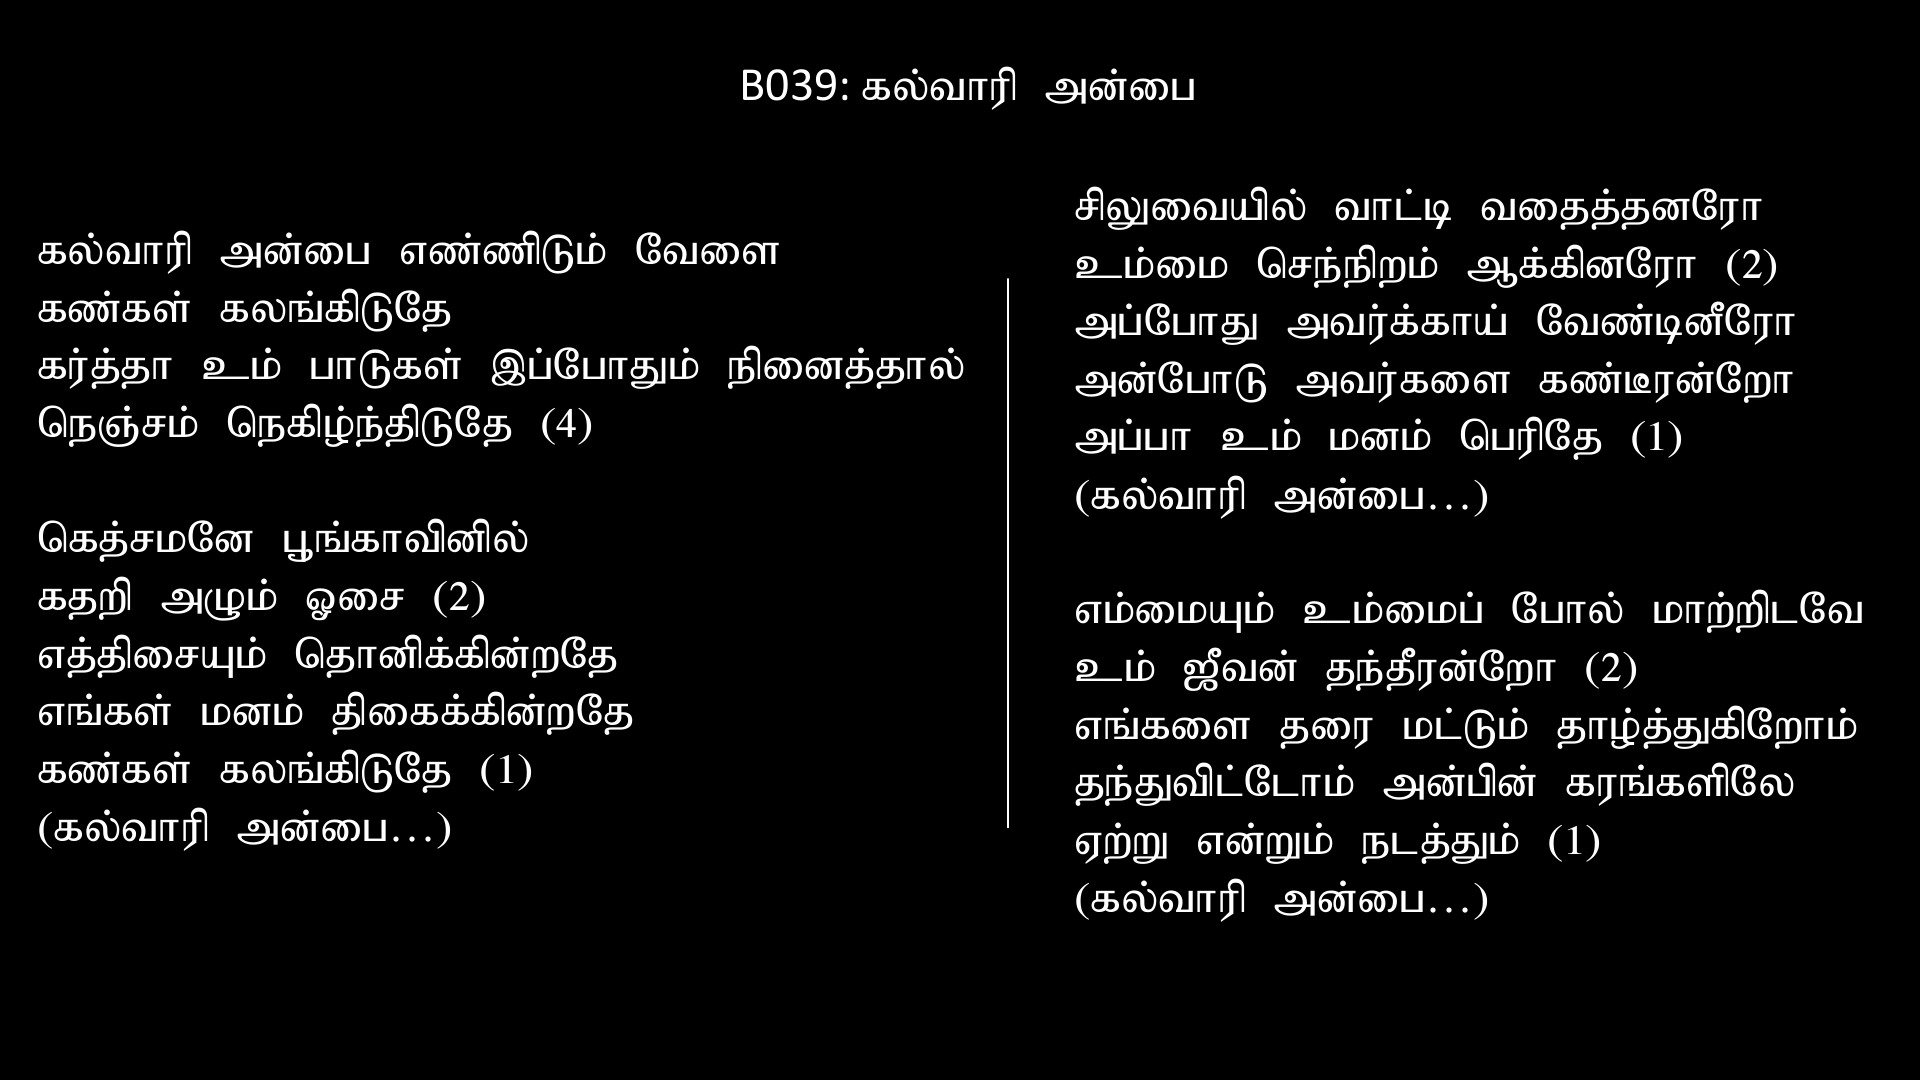 B039: கல்வாரி அன்பை
கல்வாரி அன்பை எண்ணிடும் வேளை
கண்கள் கலங்கிடுதே
கர்த்தா உம் பாடுகள் இப்போதும் நினைத்தால்
நெஞ்சம் நெகிழ்ந்திடுதே (4)
கெத்சமனே பூங்காவினில்
கதறி அழும் ஓசை (2)
எத்திசையும் தொனிக்கின்றதே
எங்கள் மனம் திகைக்கின்றதே
கண்கள் கலங்கிடுதே (1)
(கல்வாரி அன்பை...)
சிலுவையில் வாட்டி வதைத்தனரோ
உம்மை செந்நிறம் ஆக்கினரோ (2)
அப்போது அவர்க்காய் வேண்டினீரோ
அன்போடு அவர்களை கண்டீரன்றோ
அப்பா உம் மனம் பெரிதே (1)
(கல்வாரி அன்பை...)
எம்மையும் உம்மைப் போல் மாற்றிடவே
உம் ஜீவன் தந்தீரன்றோ (2)
எங்களை தரை மட்டும் தாழ்த்துகிறோம்
தந்துவிட்டோம் அன்பின் கரங்களிலே
ஏற்று என்றும் நடத்தும் (1)
(கல்வாரி அன்பை...)